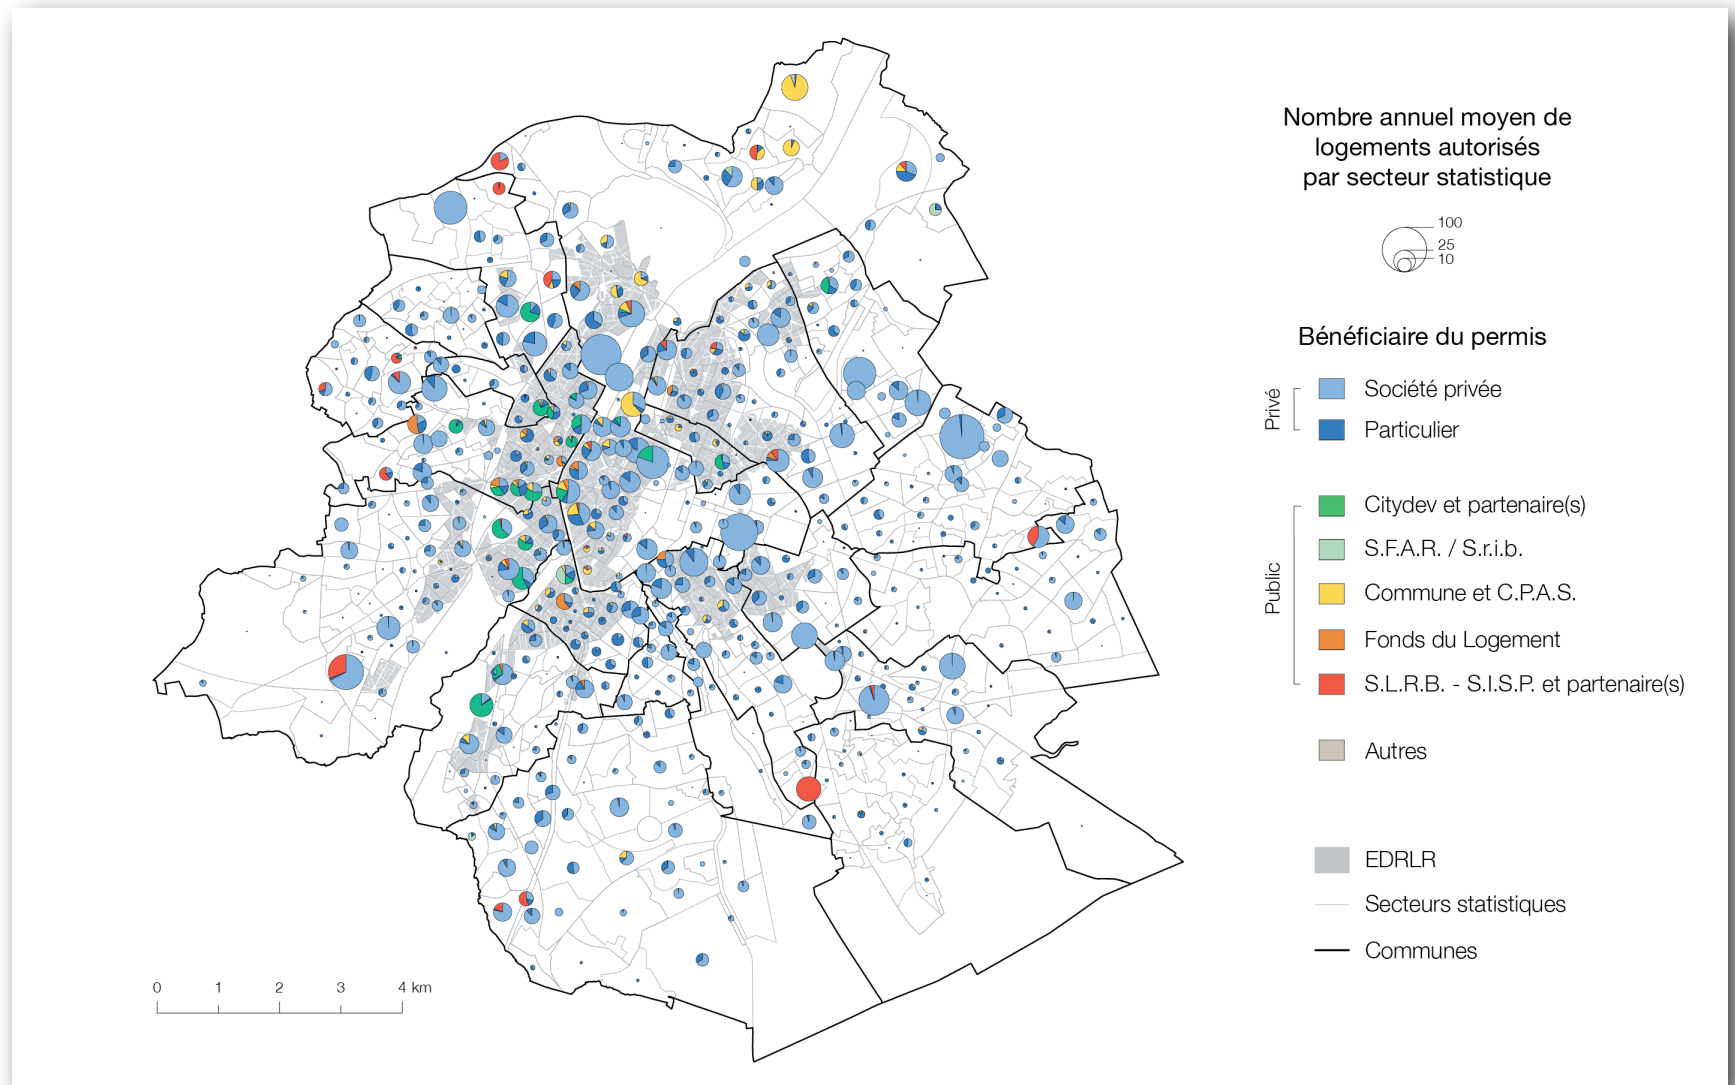 Nombre annuel moyen de
logements autorisés
par secteur statistique
100
25
10
Bénéficiaire du permis
Privé
Société privée
Particulier
Public
Citydev et partenaire(s)
S.F.A.R. / S.r.i.b.
Commune et C.P.A.S.
Fonds du Logement
S.L.R.B. - S.I.S.P. et partenaire(s)
Autres
EDRLR
Secteurs statistiques
Communes
0 1 2 3 4 km